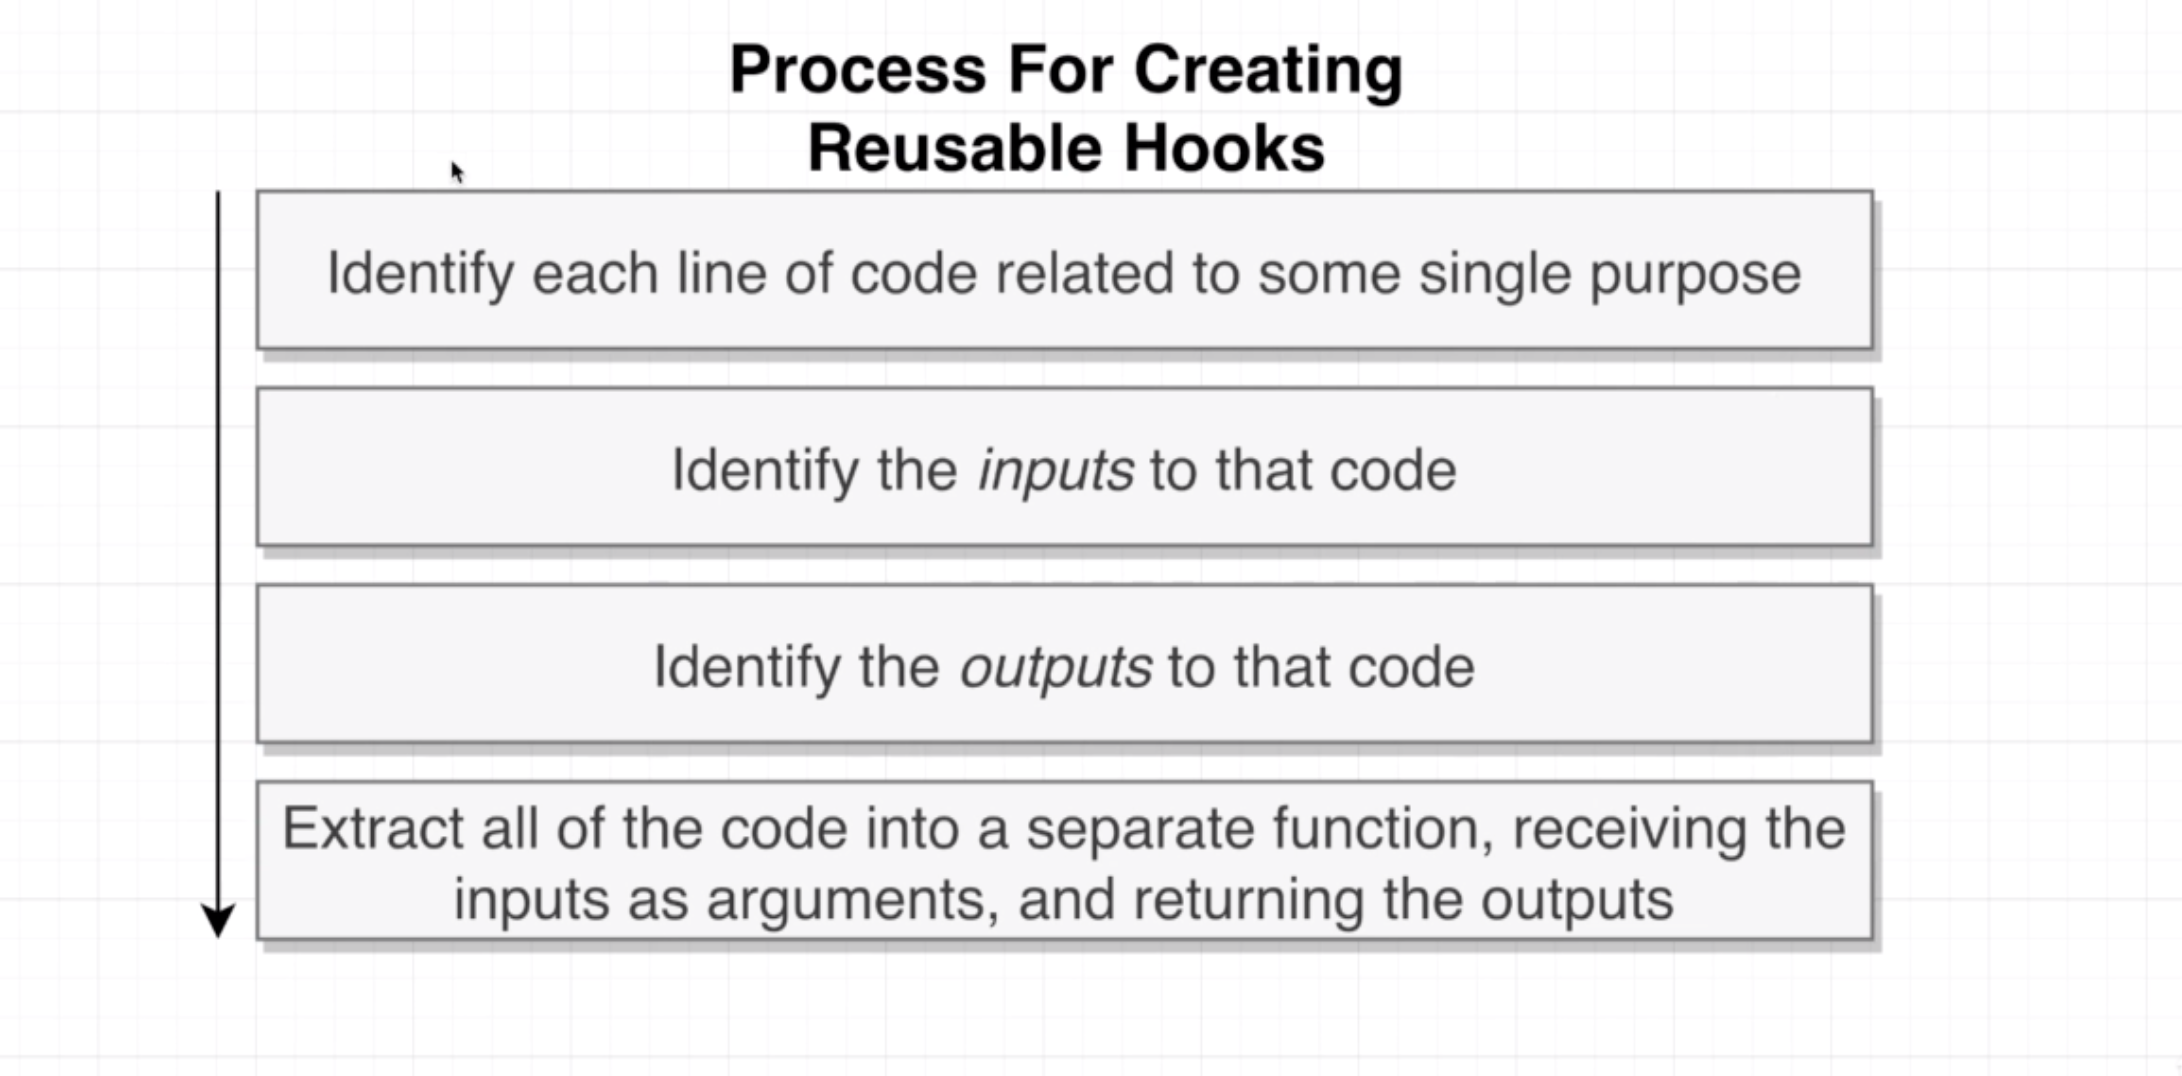 Process For Creating
Reusable Hooks
Identify each line of code related to some single purpose
Identify the inputs to that code
Identify the outputs to that code
Extract all of the code into a separate function, receiving the
inputs as arguments, and returning the outputs